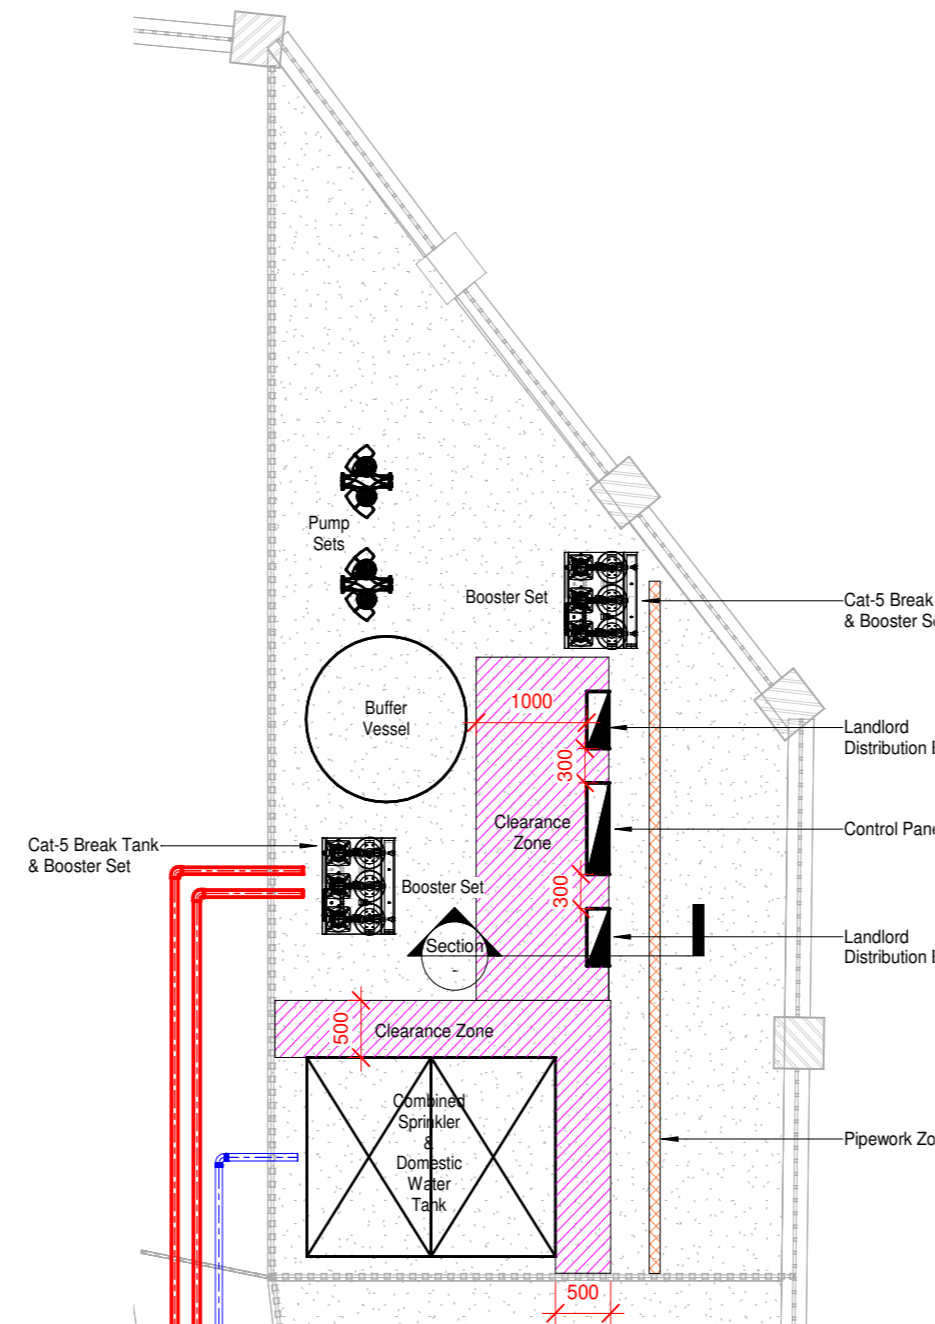 Pump
Sets
Booster Set
Cat-5 Break
& Booster
1000
Buffer
Vessel
Landlord
Distribution
300
Clearance
Zone
Control
Cat-5 Break Tank
& Booster Set
Booster Set
300
Section
-
Landlord
Distribution
500
Clearance Zone
Combined
Sprinkler
&
Domestic
Water
Tank
Pipework
500